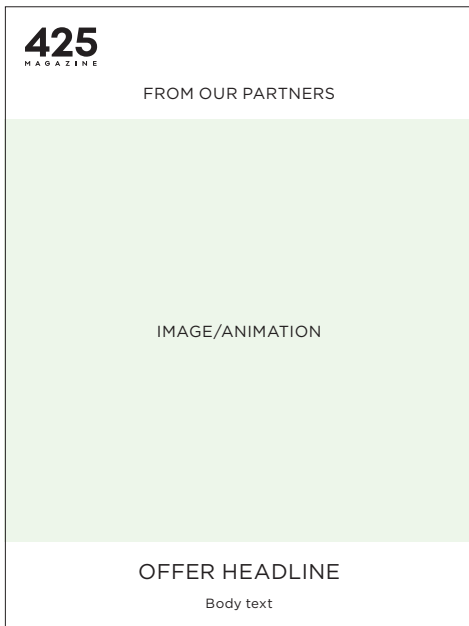 425
MAGAZINE
FROM OUR PARTNERS
IMAGE/ANIMATION
OFFER HEADLINE
Body text